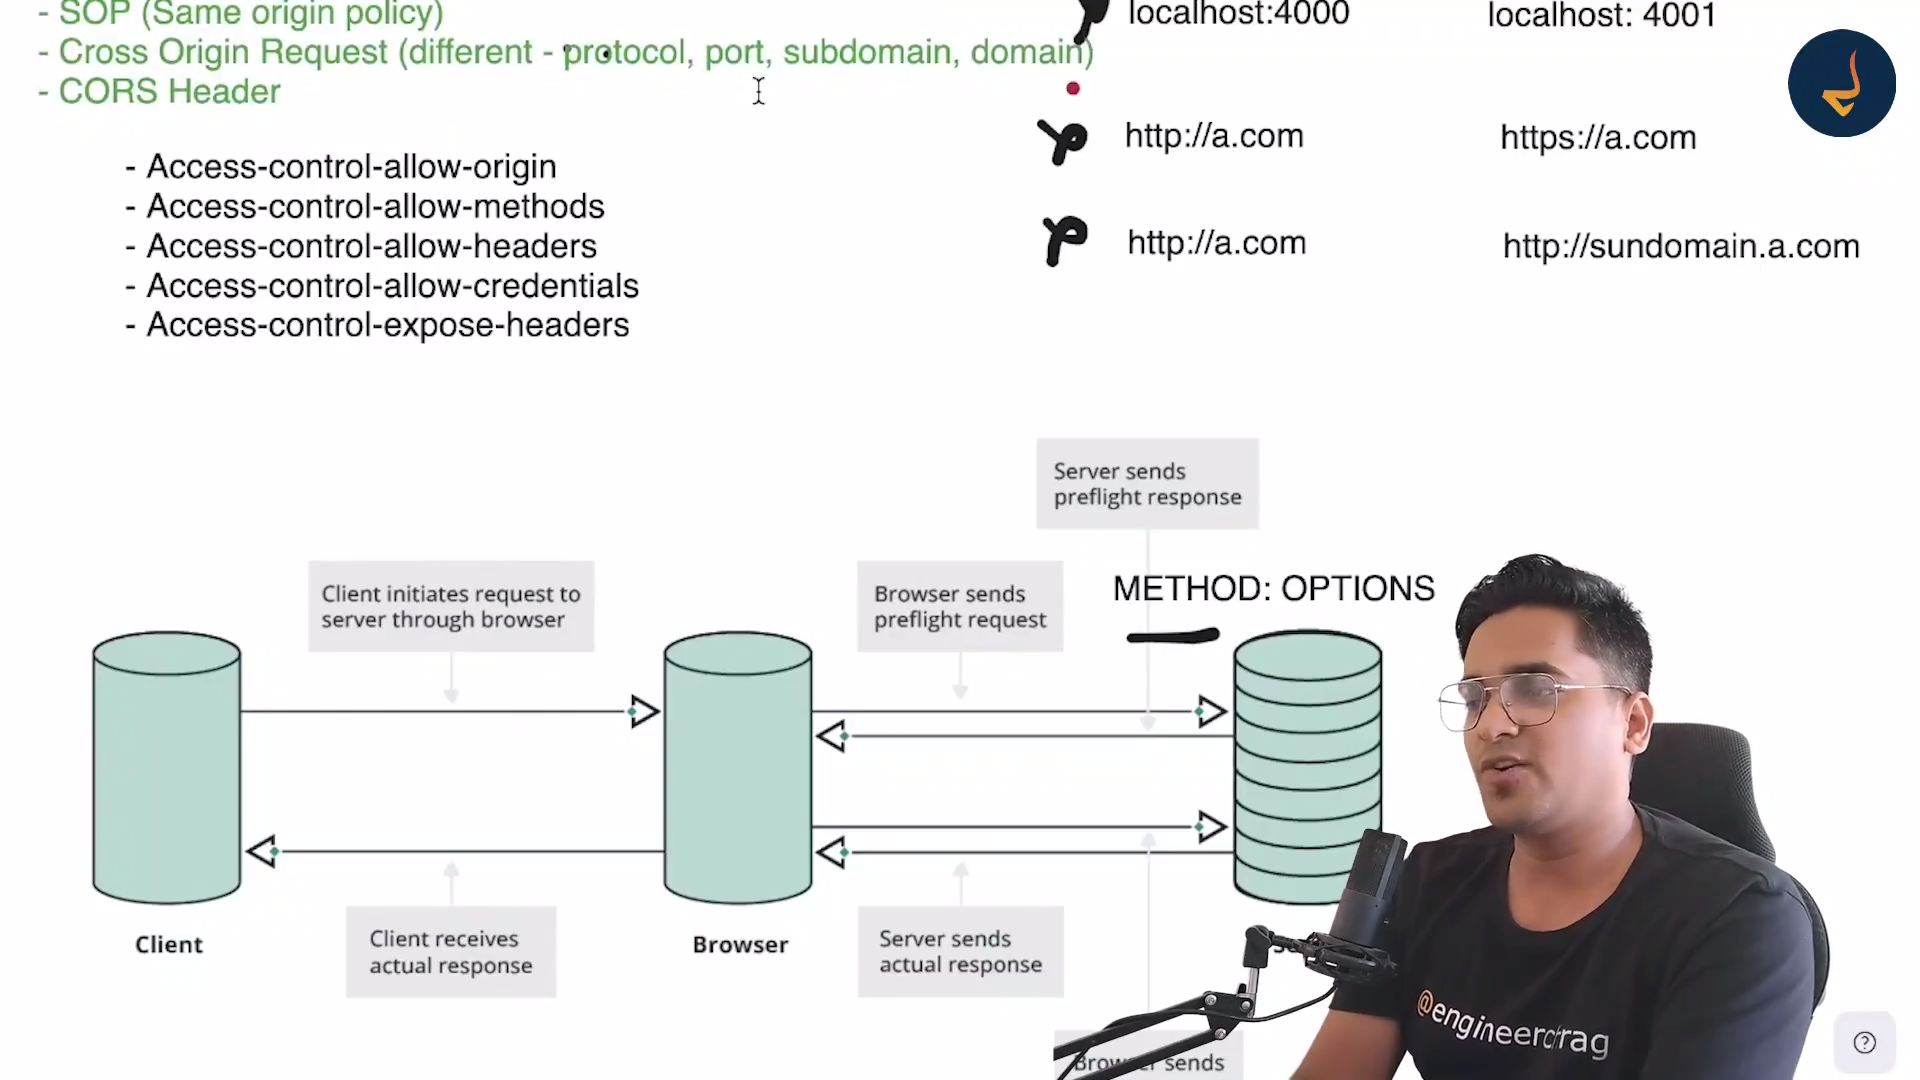 - SOP (Same origin policy)
- Cross Origin Request (different - protocol, port, subdomain, domain)
- CORS Header
- Access-control-allow-origin
- Access-control-allow-methods
- Access-control-allow-headers
- Access-control-allow-credentials
- Access-control-expose-headers
localhost:4000 localhost: 4001
http://a.com https://a.com
http://a.com http://sundomain.a.com
Server sends
preflight response
Client initiates request to
server through browser
Browser sends
preflight request
METHOD: OPTIONS
Client
Client receives
actual response
Browser
Server sends
actual response
Browser sends